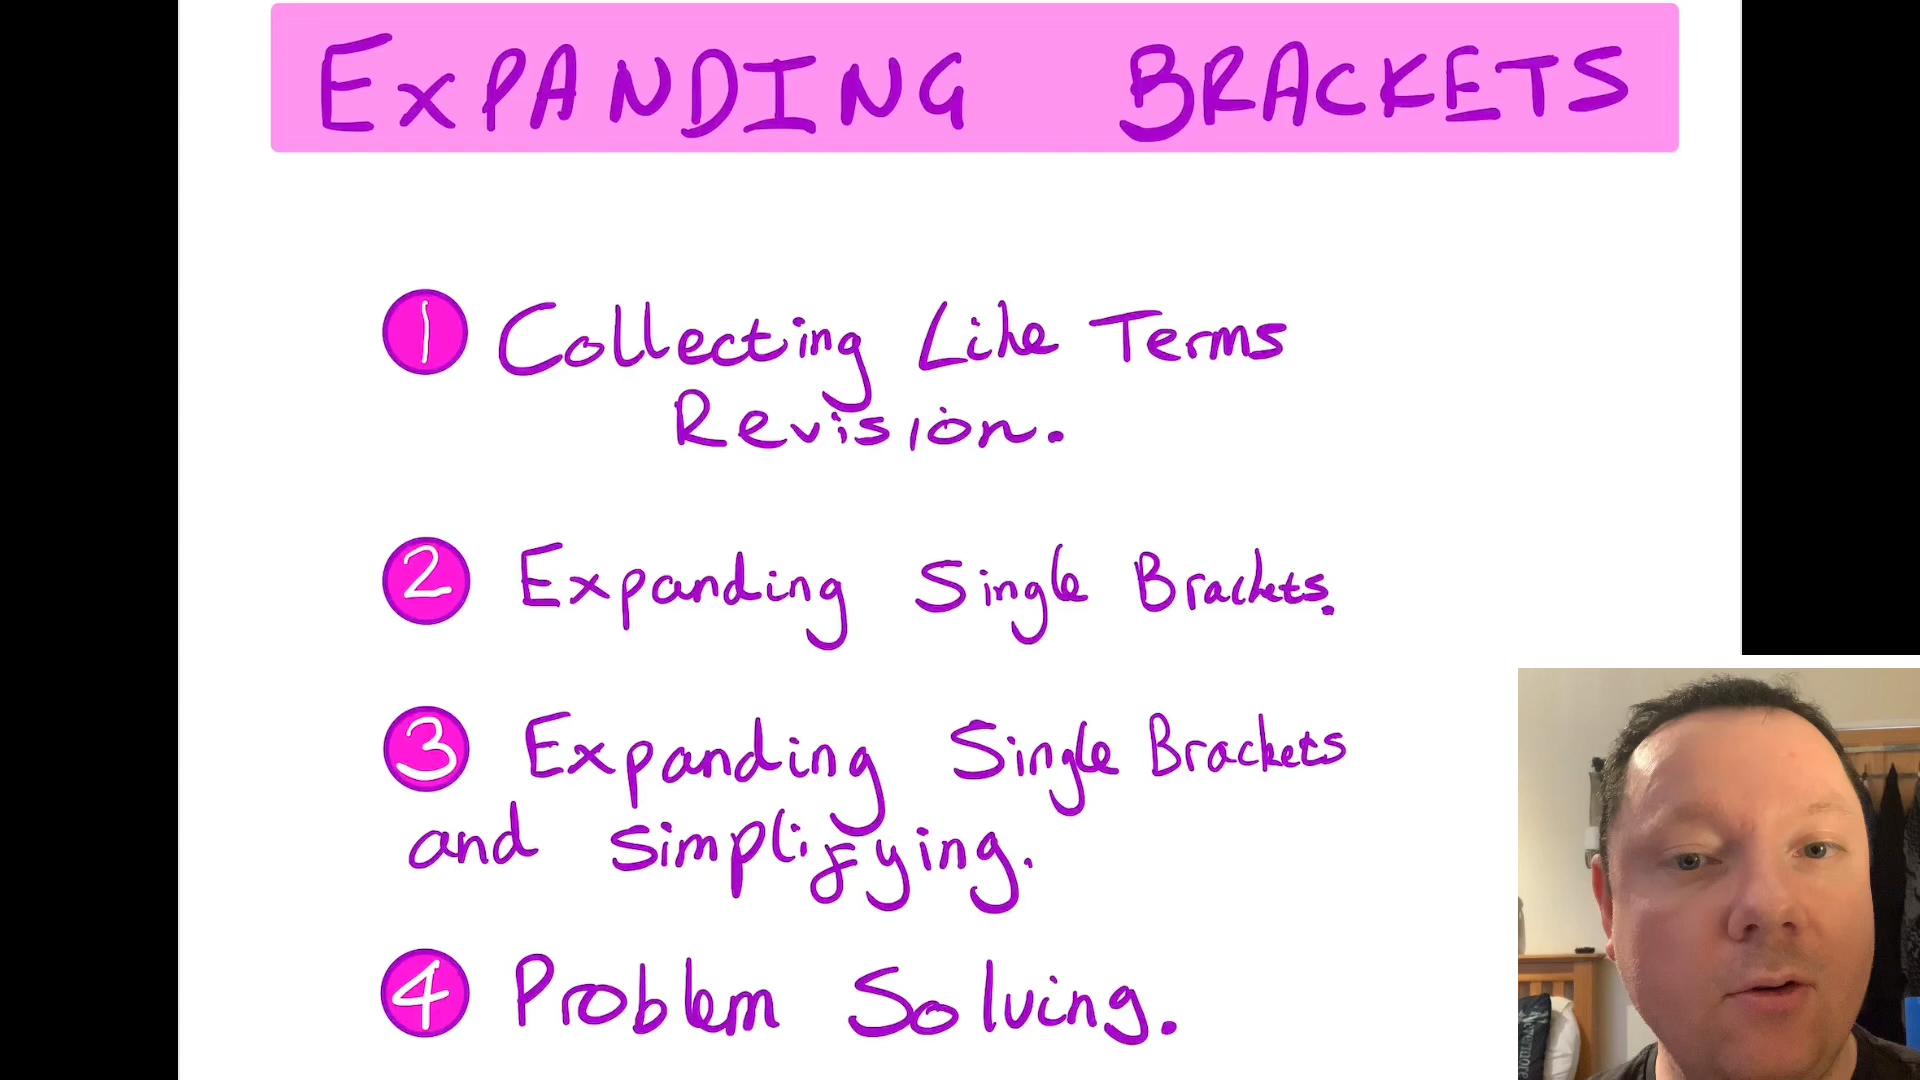 EXPANDING BRACKETS
1 Collecting Like Terms
Revision.
2 Expanding Single Brackets.
3 Expanding Single Brackets
and simplifying.
4 Problem Solving.